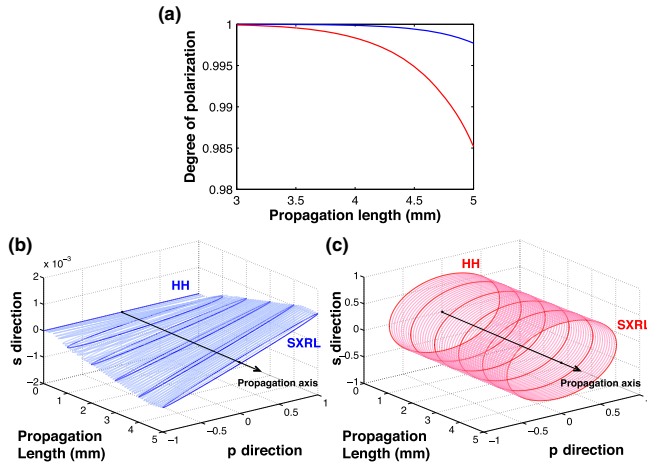 (a)
Degree of polarization
1
0.995
0.99
0.985
0.98
3
3.5
4
4.5
5
Propagation length (mm)
(b)
x 10⁻³
s direction
2
1
0
−1
−2
HH
SXRL
Propagation axis
0
1
2
3
4
5
Propagation
Length (mm)
−1
−0.5
0
0.5
1
p direction
(c)
s direction
1
0.5
0
−0.5
−1
HH
SXRL
Propagation axis
0
1
2
3
4
5
Propagation
Length (mm)
−1
−0.5
0
0.5
1
p direction